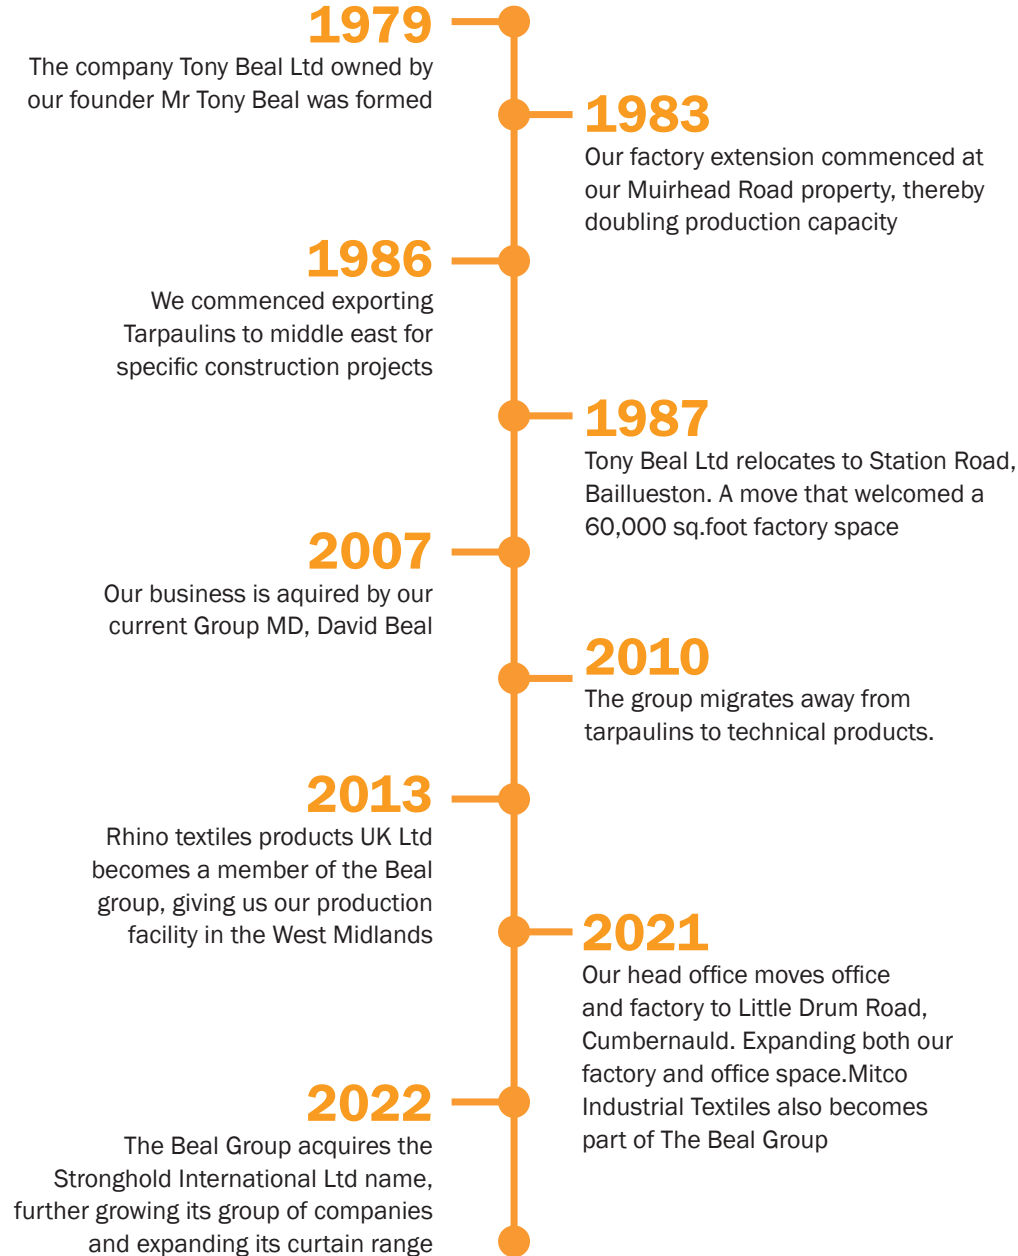 1979
The company Tony Beal Ltd owned by
our founder Mr Tony Beal was formed
1983
Our factory extension commenced at
our Muirhead Road property, thereby
doubling production capacity
1986
We commenced exporting
Tarpaulins to middle east for
specific construction projects
1987
Tony Beal Ltd relocates to Station Road,
Baillueston. A move that welcomed a
60,000 sq.foot factory space
2007
Our business is aquired by our
current Group MD, David Beal
2010
The group migrates away from
tarpaulins to technical products.
2013
Rhino textiles products UK Ltd
becomes a member of the Beal
group, giving us our production
facility in the West Midlands
2021
Our head office moves office
and factory to Little Drum Road,
Cumbernauld. Expanding both our
factory and office space.Mitco
Industrial Textiles also becomes
part of The Beal Group
2022
The Beal Group acquires the
Stronghold International Ltd name,
further growing its group of companies
and expanding its curtain range